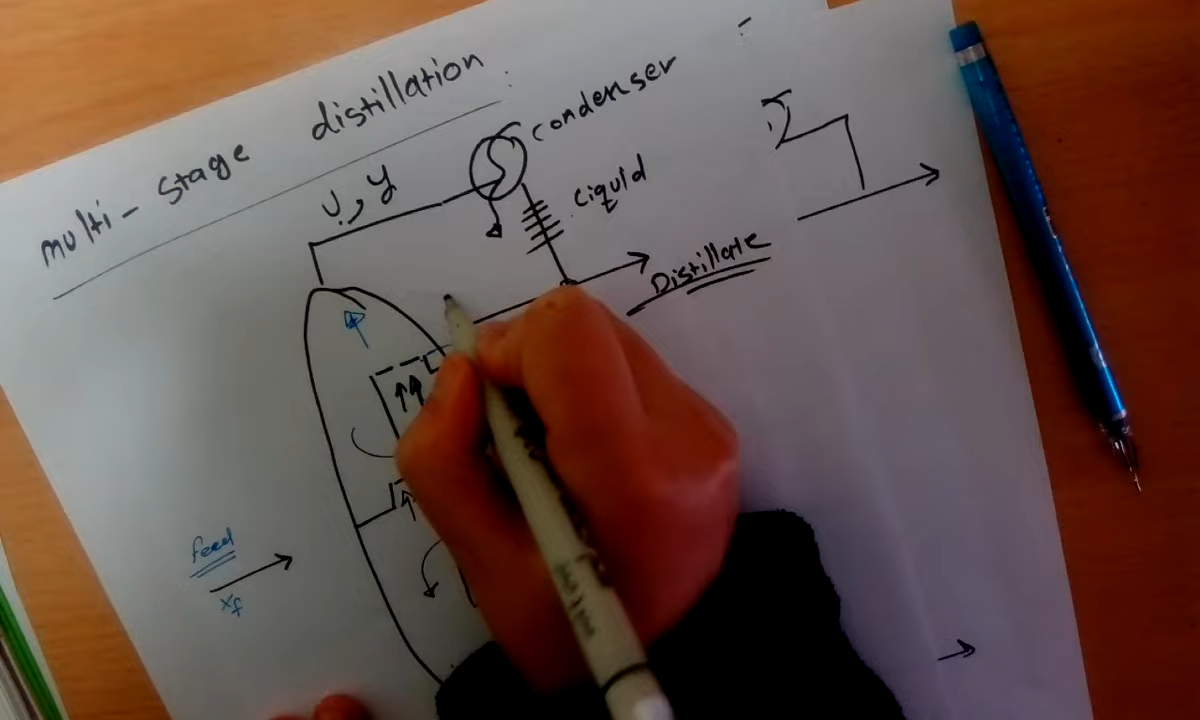 multi - stage distillation
condenser
V, y
Liquid
Distillate
feed
xf